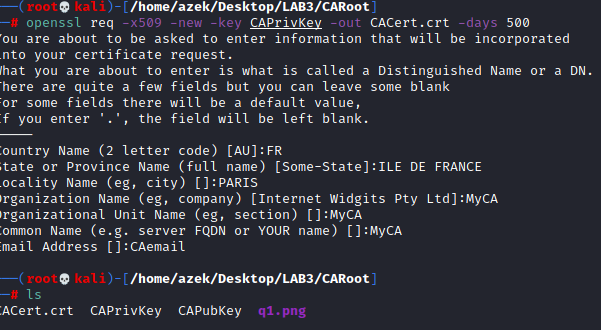 (root💀kali)-[/home/azek/Desktop/LAB3/CARoot]
# openssl req -x509 -new -key CAPrivKey -out CACert.crt -days 500
You are about to be asked to enter information that will be incorporated
into your certificate request.
What you are about to enter is what is called a Distinguished Name or a DN.
There are quite a few fields but you can leave some blank
For some fields there will be a default value,
If you enter '.', the field will be left blank.
-----
Country Name (2 letter code) [AU]:FR
State or Province Name (full name) [Some-State]:ILE DE FRANCE
Locality Name (eg, city) []:PARIS
Organization Name (eg, company) [Internet Widgits Pty Ltd]:MyCA
Organizational Unit Name (eg, section) []:MyCA
Common Name (e.g. server FQDN or YOUR name) []:MyCA
Email Address []:CAemail
(root💀kali)-[/home/azek/Desktop/LAB3/CARoot]
# ls
CACert.crt CAPrivKey CAPubKey q1.png